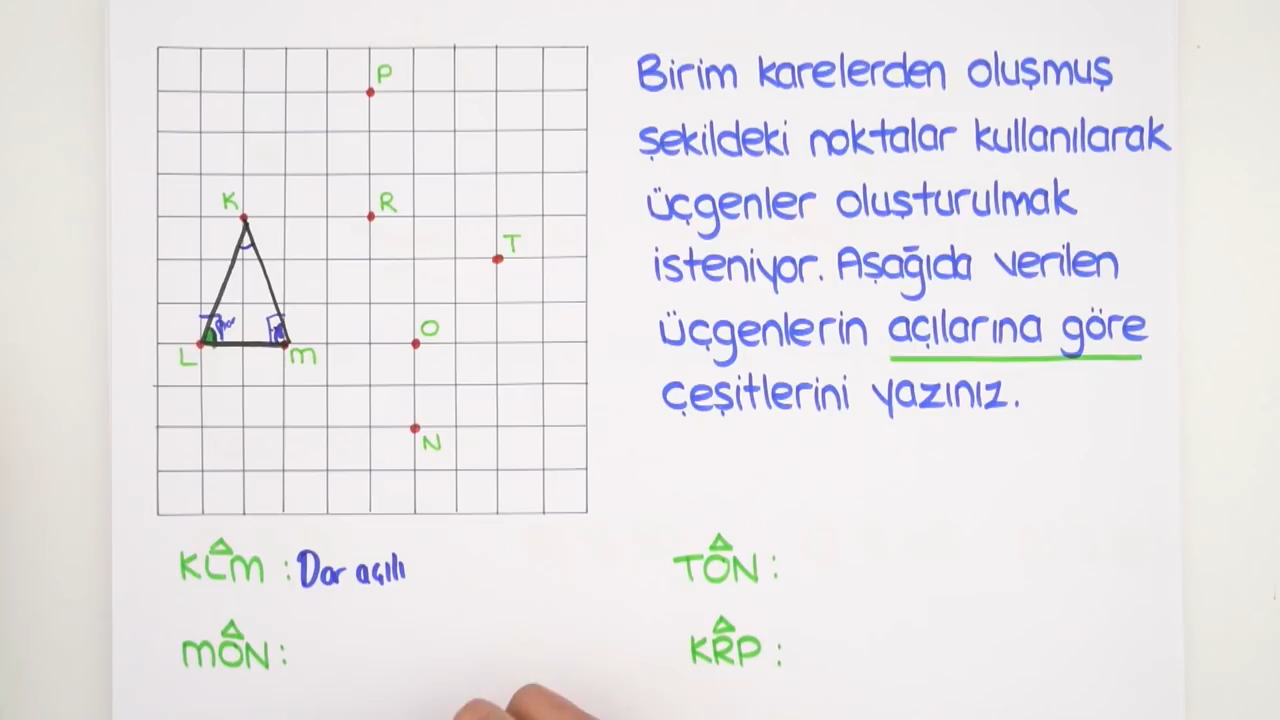 P
K
R
T
Dar
O
L
M
N
Birim karelerden oluşmuş
şekildeki noktalar kullanılarak
üçgenler oluşturulmak
isteniyor. Aşağıda verilen
üçgenlerin açılarına göre
çeşitlerini yazınız.
KLM : Dar açılı
TON :
MON :
KRP :